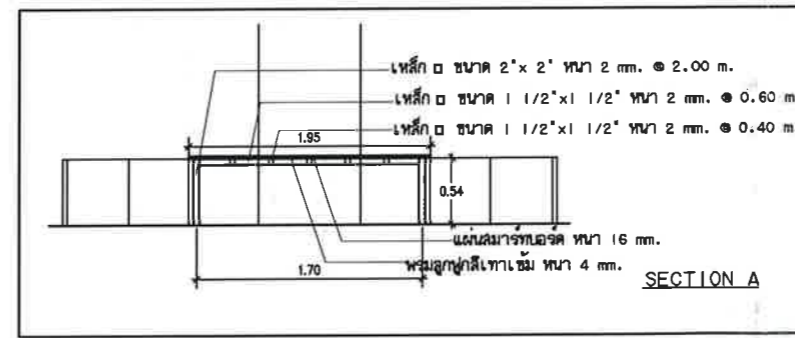 เหล็ก ▫ ขนาด 2"x 2" หนา 2 mm. @ 2.00 m.
เหล็ก ▫ ขนาด 1 1/2"x1 1/2" หนา 2 mm. @ 0.60 m
เหล็ก ▫ ขนาด 1 1/2"x1 1/2" หนา 2 mm. @ 0.40 m
1.95
0.54
แผ่นสมาร์ทบอร์ด หนา 16 mm.
พรมลูกฟูกสีเทาเข้ม หนา 4 mm.
1.70
SECTION A